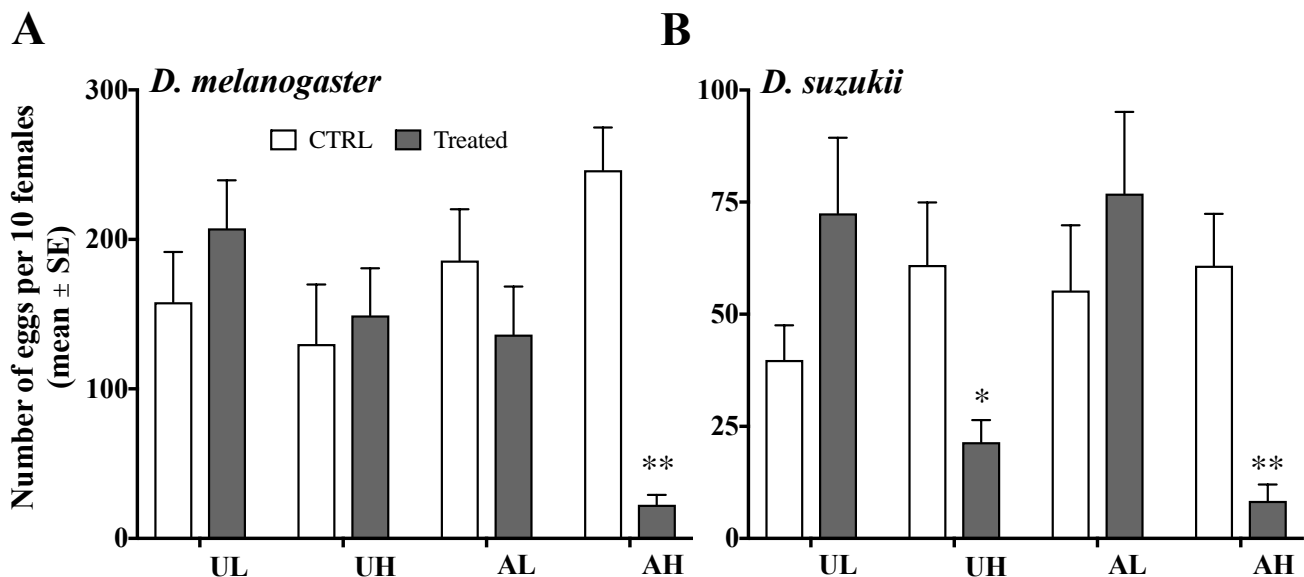 A
B
D. melanogaster
D. suzukii
Number of eggs per 10 females
(mean ± SE)
300
200
100
0
CTRL
Treated
**
UL
UH
AL
AH
100
75
50
25
0
*
**
UL
UH
AL
AH